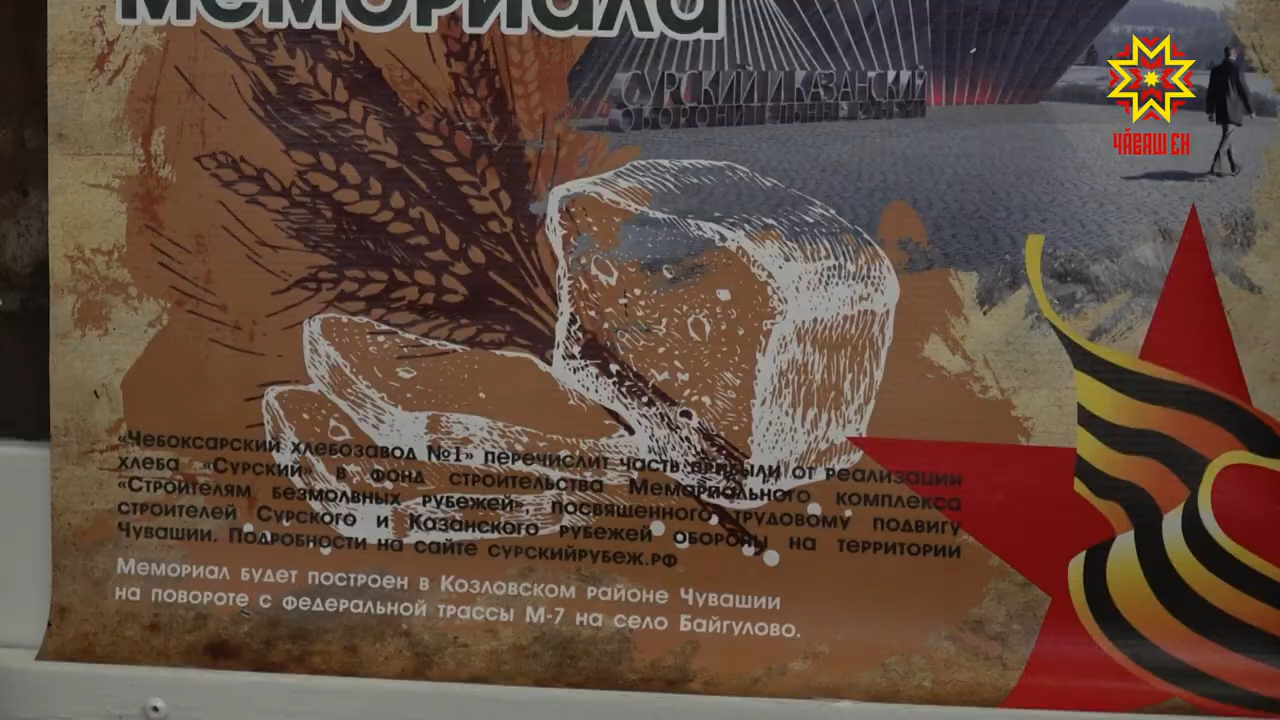 мемориала
СУРСКИЙ И КАЗАНСКИЙ
ЧӐВАШ ЕН
«Чебоксарский хлебозавод №1» перечислит часть прибыли от реализации
хлеба «Сурский» в фонд строительства Мемориального комплекса
«Строителям безмолвных рубежей», посвященного трудовому подвигу
строителей Сурского и Казанского рубежей обороны на территории
Чувашии. Подробности на сайте сурскийрубеж.рф
Мемориал будет построен в Козловском районе Чувашии
на повороте с федеральной трассы М-7 на село Байгулово.